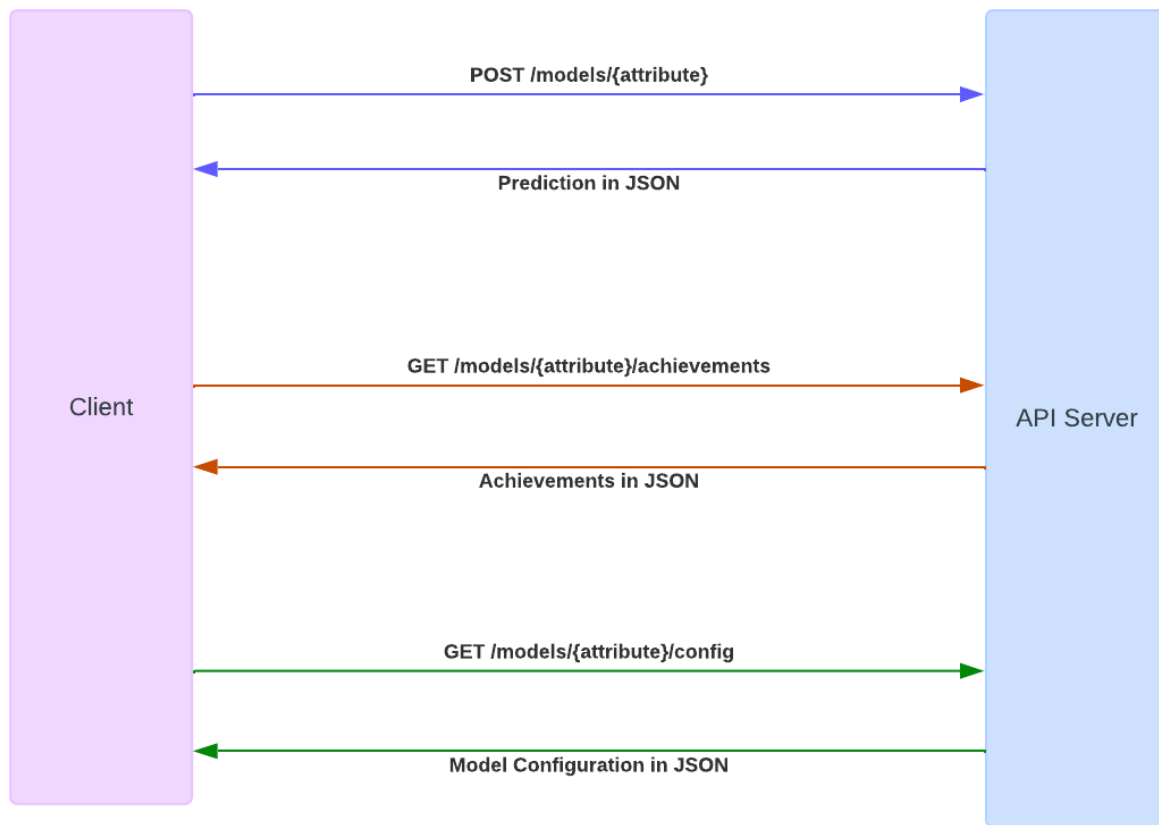 POST /models/{attribute}
Prediction in JSON
GET /models/{attribute}/achievements
Client
API Server
Achievements in JSON
GET /models/{attribute}/config
Model Configuration in JSON